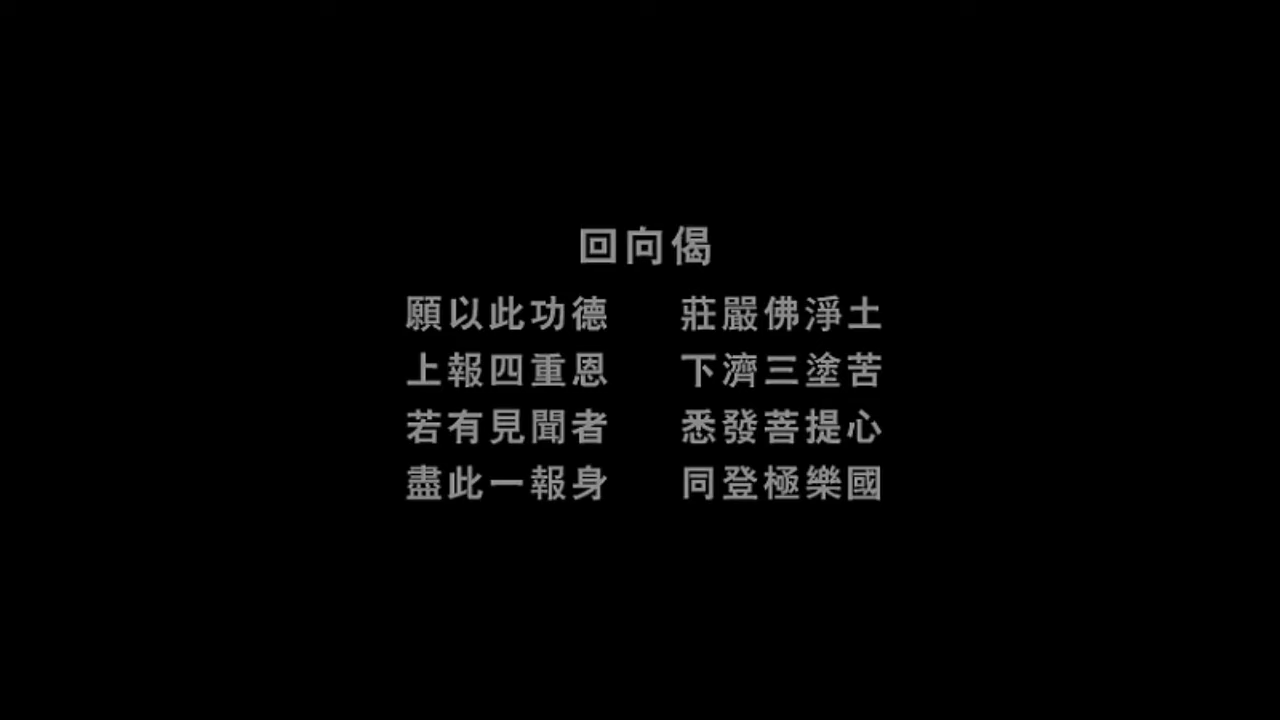 回向偈
願以此功德 莊嚴佛淨土
上報四重恩 下濟三塗苦
若有見聞者 悉發菩提心
盡此一報身 同登極樂國